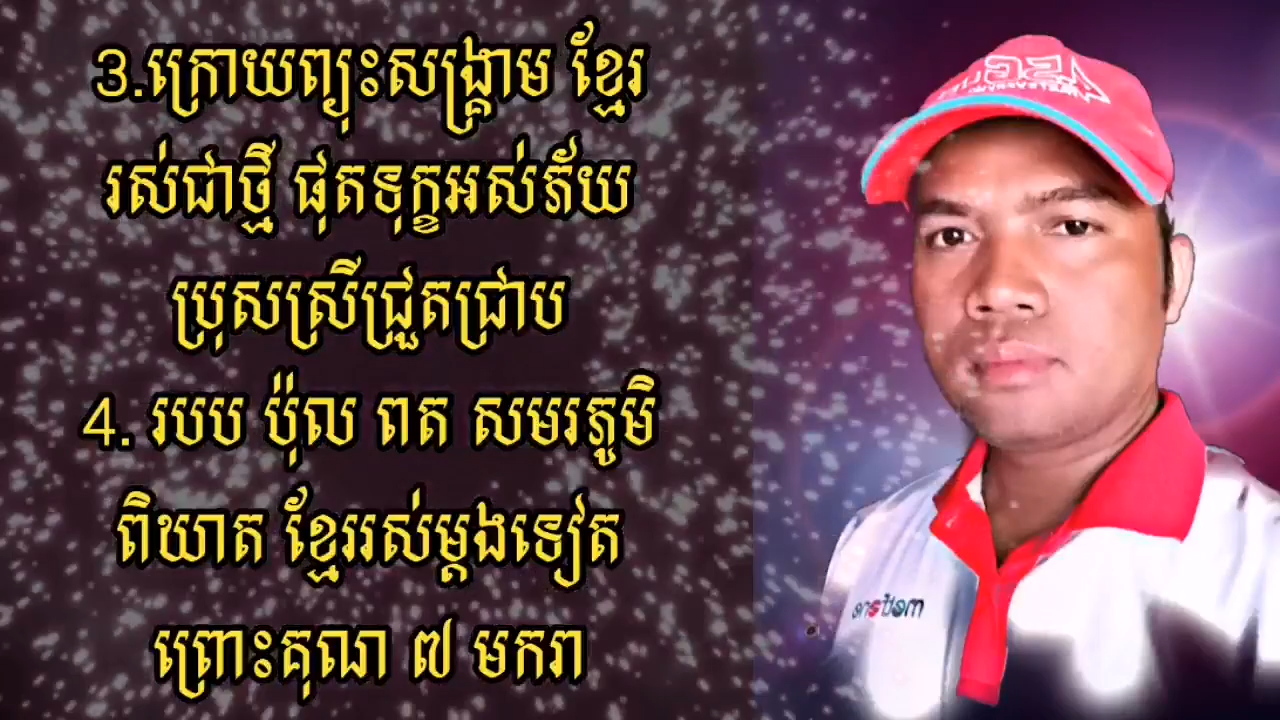 3.ក្រោយព្យុះសង្គ្រាម ខ្មែរ
រស់ជាថ្មី ផុតទុក្ខអស់ភ័យ
ប្រុសស្រីជ្រួតជ្រាប
4. របប ប៉ុល ពត សមរភូមិ
ពិឃាត ខ្មែររស់ម្តងទៀត
ព្រោះគុណ ៧ មករា